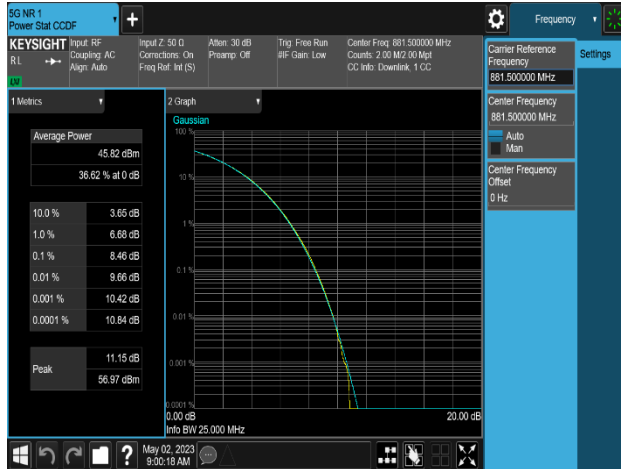 5G NR 1
Power Stat CCDF
Frequency
KEYSIGHT
RL
Input: RF
Coupling: AC
Align: Auto
Input Z: 50 Ω
Corrections: On
Freq Ref: Int (S)
Atten: 30 dB
Preamp: Off
Trig: Free Run
#IF Gain: Low
Center Freq: 881.500000 MHz
Counts: 2.00 M/2.00 Mpt
CC Info: Downlink, 1 CC
Carrier Reference
Frequency
881.500000 MHz
Settings
Center Frequency
881.500000 MHz
Auto
Man
Center Frequency
Offset
0 Hz
1 Metrics
Average Power
45.82 dBm
36.62 % at 0 dB
10.0 % 3.65 dB
1.0 % 6.68 dB
0.1 % 8.46 dB
0.01 % 9.66 dB
0.001 % 10.42 dB
0.0001 % 10.84 dB
Peak
11.15 dB
56.97 dBm
2 Graph
Gaussian
100 %
10 %
1 %
0.1 %
0.01 %
0.001 %
0.0001 %
0.00 dB 20.00 dB
Info BW 25.000 MHz
?
May 02, 2023
9:00:18 AM